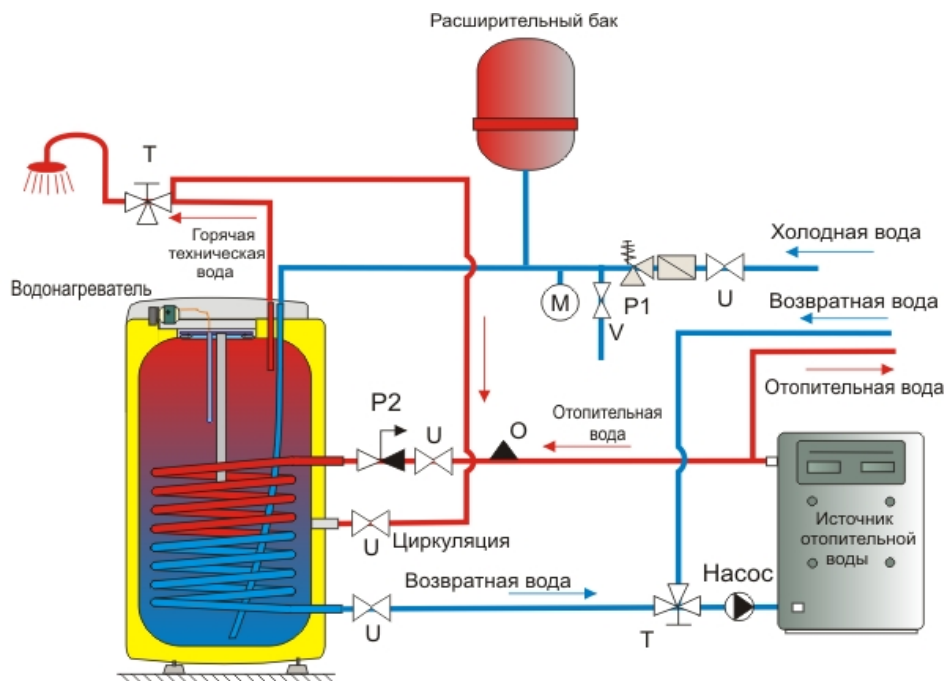 Расширительный бак
T
Горячая
техническая
вода
Холодная вода
Водонагреватель
M
P1
U
V
Возвратная вода
Отопительная вода
P2
U
O
Отопительная
вода
Источник
отопительной
воды
U
Циркуляция
Возвратная вода
Насос
U
T